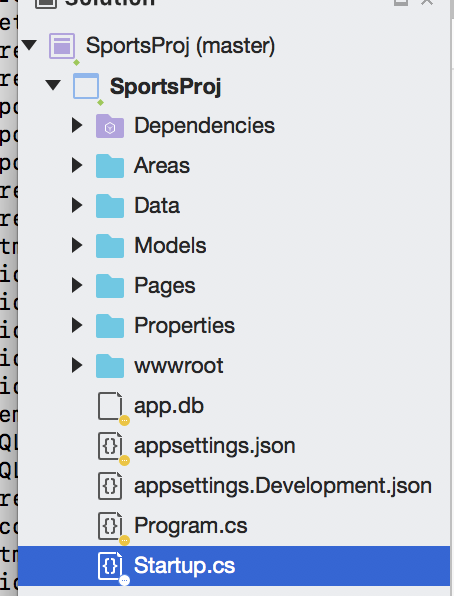 Solution
SportsProj (master)
SportsProj
Dependencies
Areas
Data
Models
Pages
Properties
wwwroot
app.db
appsettings.json
appsettings.Development.json
Program.cs
Startup.cs